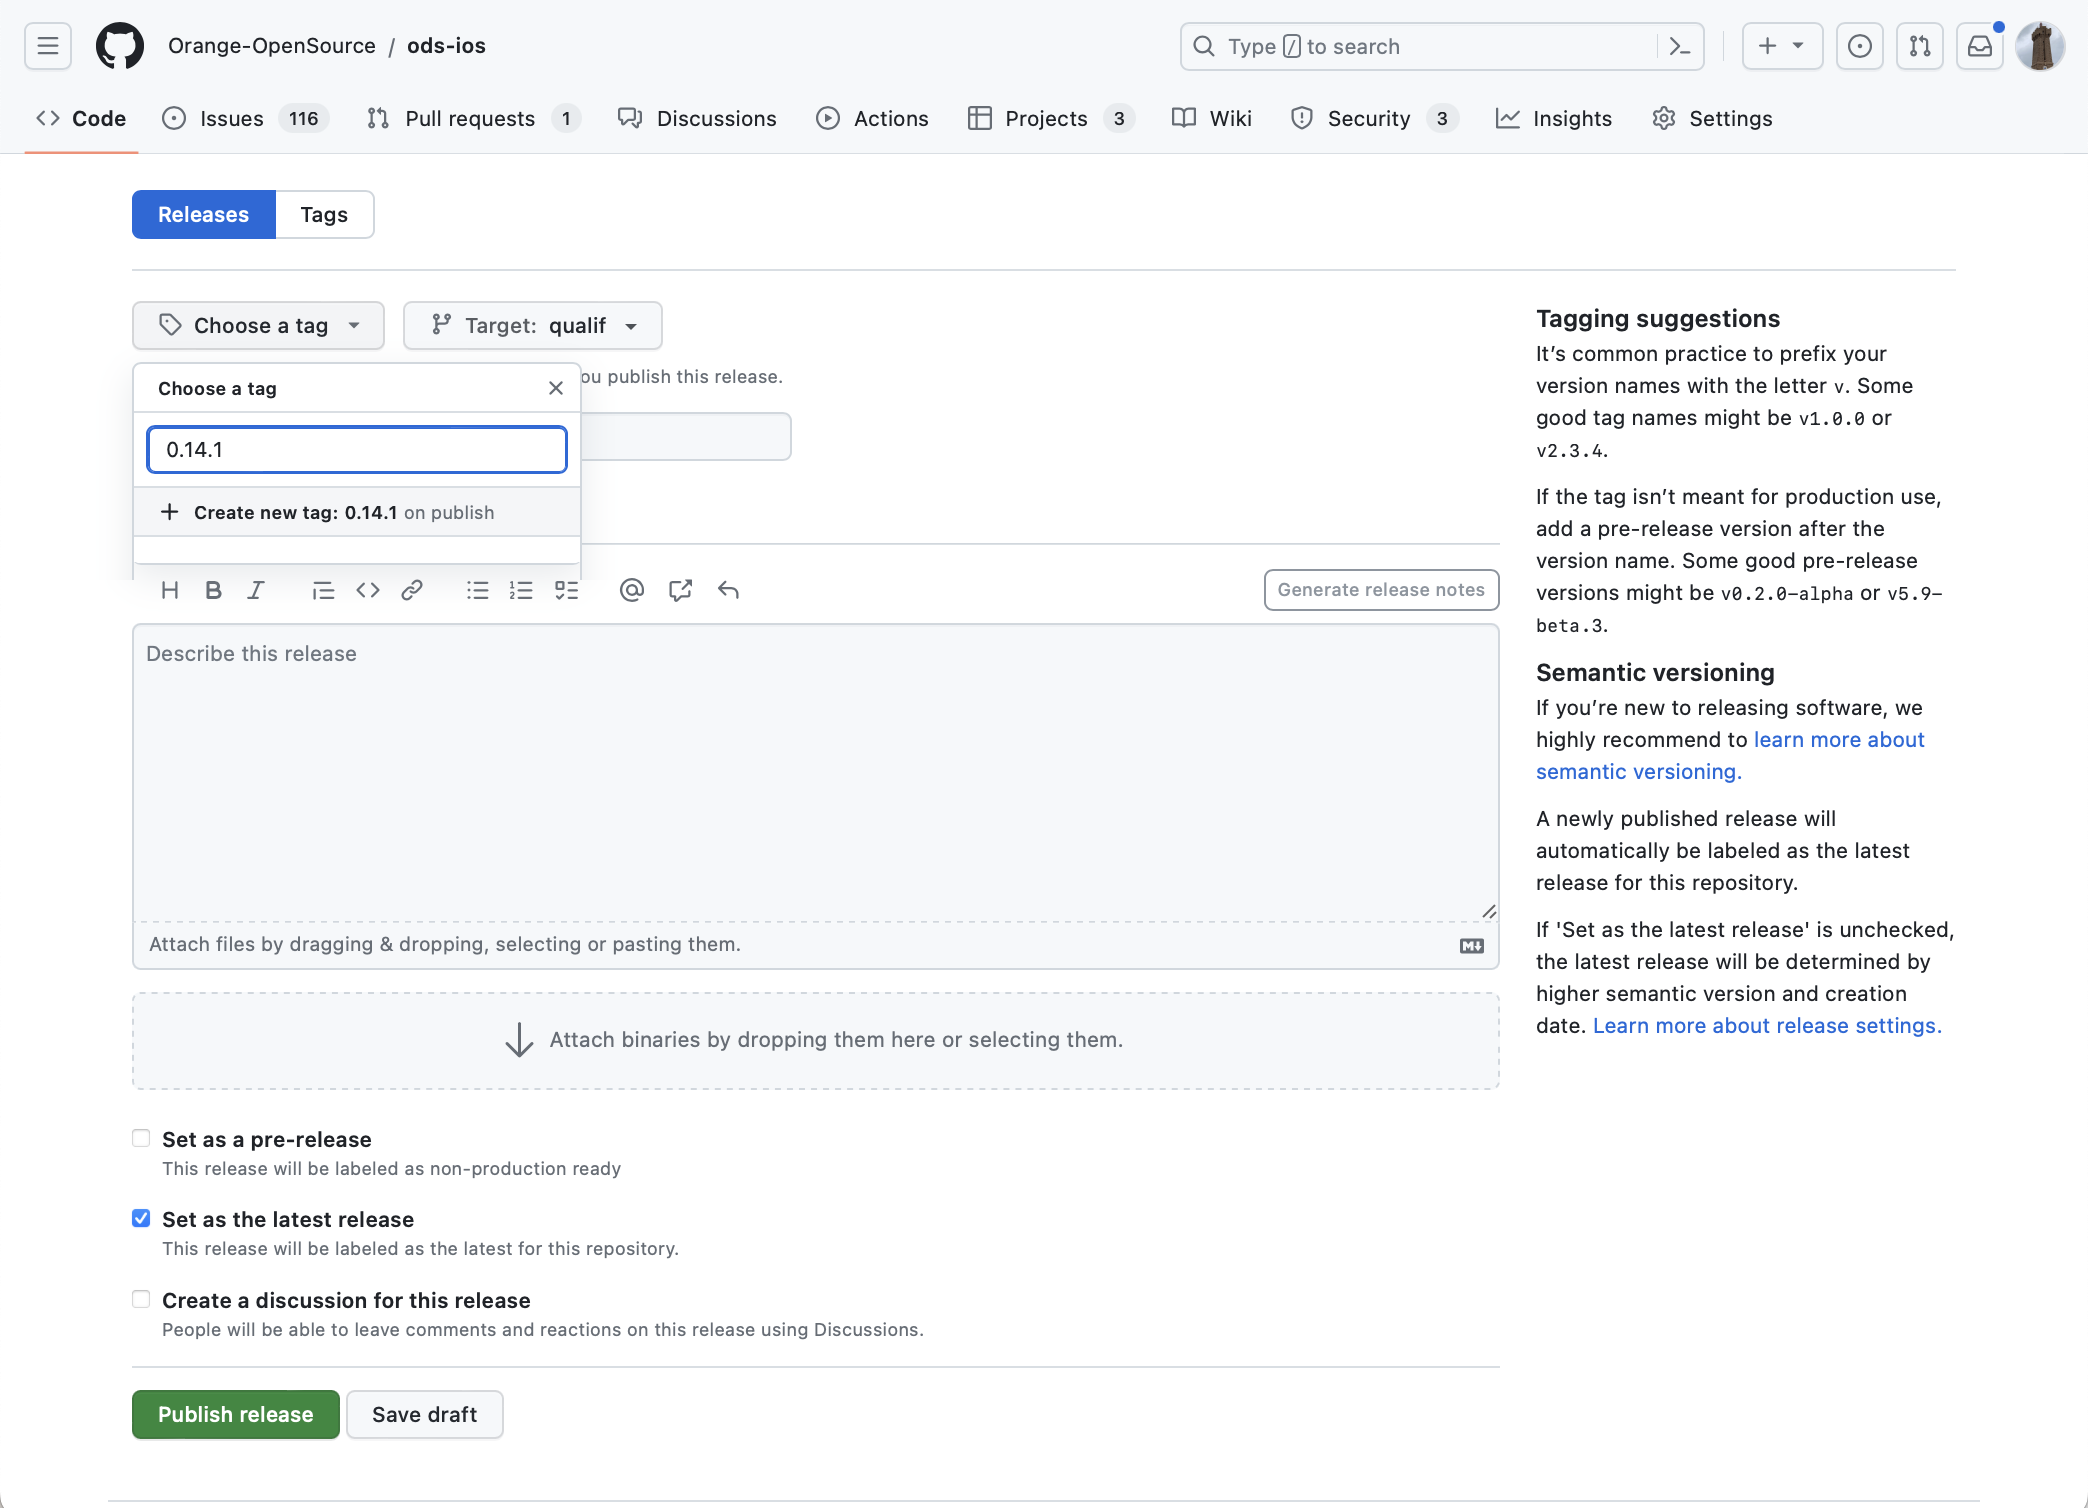 Orange-OpenSource / ods-ios
Type / to search
Code
Issues 116
Pull requests 1
Discussions
Actions
Projects 3
Wiki
Security 3
Insights
Settings
Releases
Tags
Choose a tag
Target: qualif
ou publish this release.
Choose a tag
0.14.1
Create new tag: 0.14.1 on publish
H B I
Generate release notes
Describe this release
Attach files by dragging & dropping, selecting or pasting them.
Attach binaries by dropping them here or selecting them.
Set as a pre-release
This release will be labeled as non-production ready
Set as the latest release
This release will be labeled as the latest for this repository.
Create a discussion for this release
People will be able to leave comments and reactions on this release using Discussions.
Publish release
Save draft
Tagging suggestions
It’s common practice to prefix your
version names with the letter v. Some
good tag names might be v1.0.0 or
v2.3.4.
If the tag isn’t meant for production use,
add a pre-release version after the
version name. Some good pre-release
versions might be v0.2.0-alpha or v5.9-
beta.3.
Semantic versioning
If you’re new to releasing software, we
highly recommend to learn more about
semantic versioning.
A newly published release will
automatically be labeled as the latest
release for this repository.
If 'Set as the latest release' is unchecked,
the latest release will be determined by
higher semantic version and creation
date. Learn more about release settings.